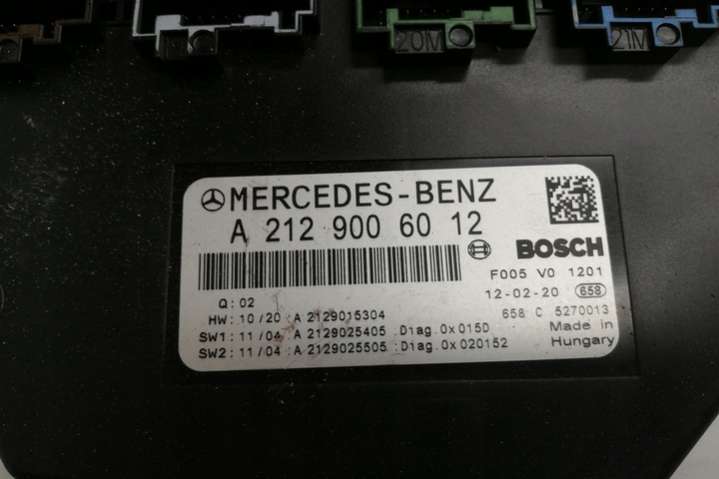 20M
21M
MERCEDES-BENZ
A 212 900 60 12
BOSCH
F005 V0 1201
Q: 02
12-02-20 658
HW: 10/20 :A 2129015304
658 C 5270013
SW1: 11/04 :A 2129025405 :Diag.0x015D
Made in
SW2: 11/04 :A 2129025505 :Diag.0x020152
Hungary